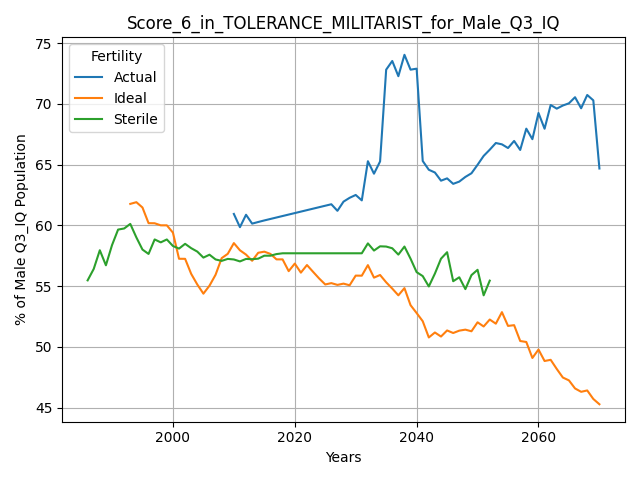 Score_6_in_TOLERANCE_MILITARIST_for_Male_Q3_IQ
% of Male Q3_IQ Population
75
70
65
60
55
50
45
Fertility
Actual
Ideal
Sterile
2000
2020
2040
2060
Years